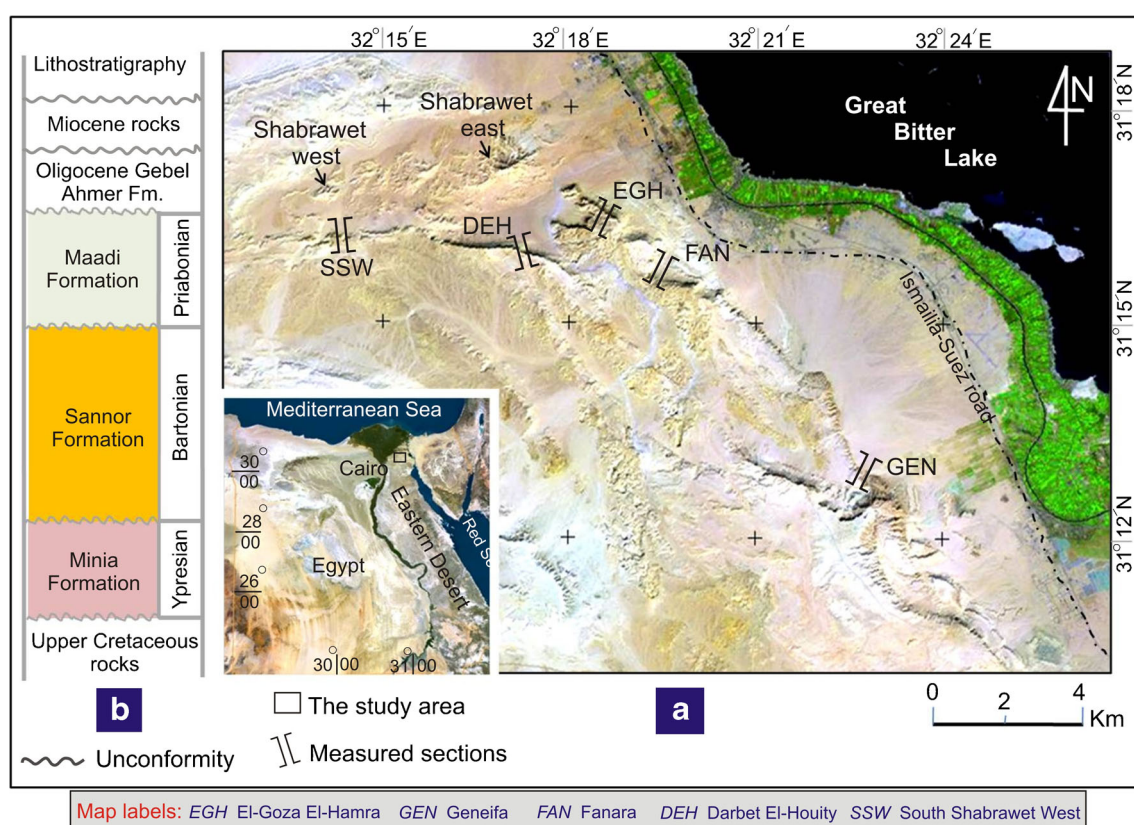 32°15′E
32°18′E
32°21′E
32°24′E
Lithostratigraphy
Miocene rocks
Oligocene Gebel
Ahmer Fm.
Maadi
Formation
Priabonian
Sannor
Formation
Bartonian
Minia
Formation
Ypresian
Upper Cretaceous
rocks
b
Unconformity
Shabrawet
west
Shabrawet
east
Great
Bitter
Lake
N
EGH
DEH
SSW
FAN
GEN
Ismailia-Suez road
31°18′N
31°15′N
31°12′N
Mediterranean Sea
Cairo
Eastern Desert
Egypt
30°
00
28°
00
26°
00
30°00
31°00
The study area
Measured sections
a
0
2
4
Km
Map labels: EGH El-Goza El-Hamra GEN Geneifa FAN Fanara DEH Darbet El-Houity SSW South Shabrawet West